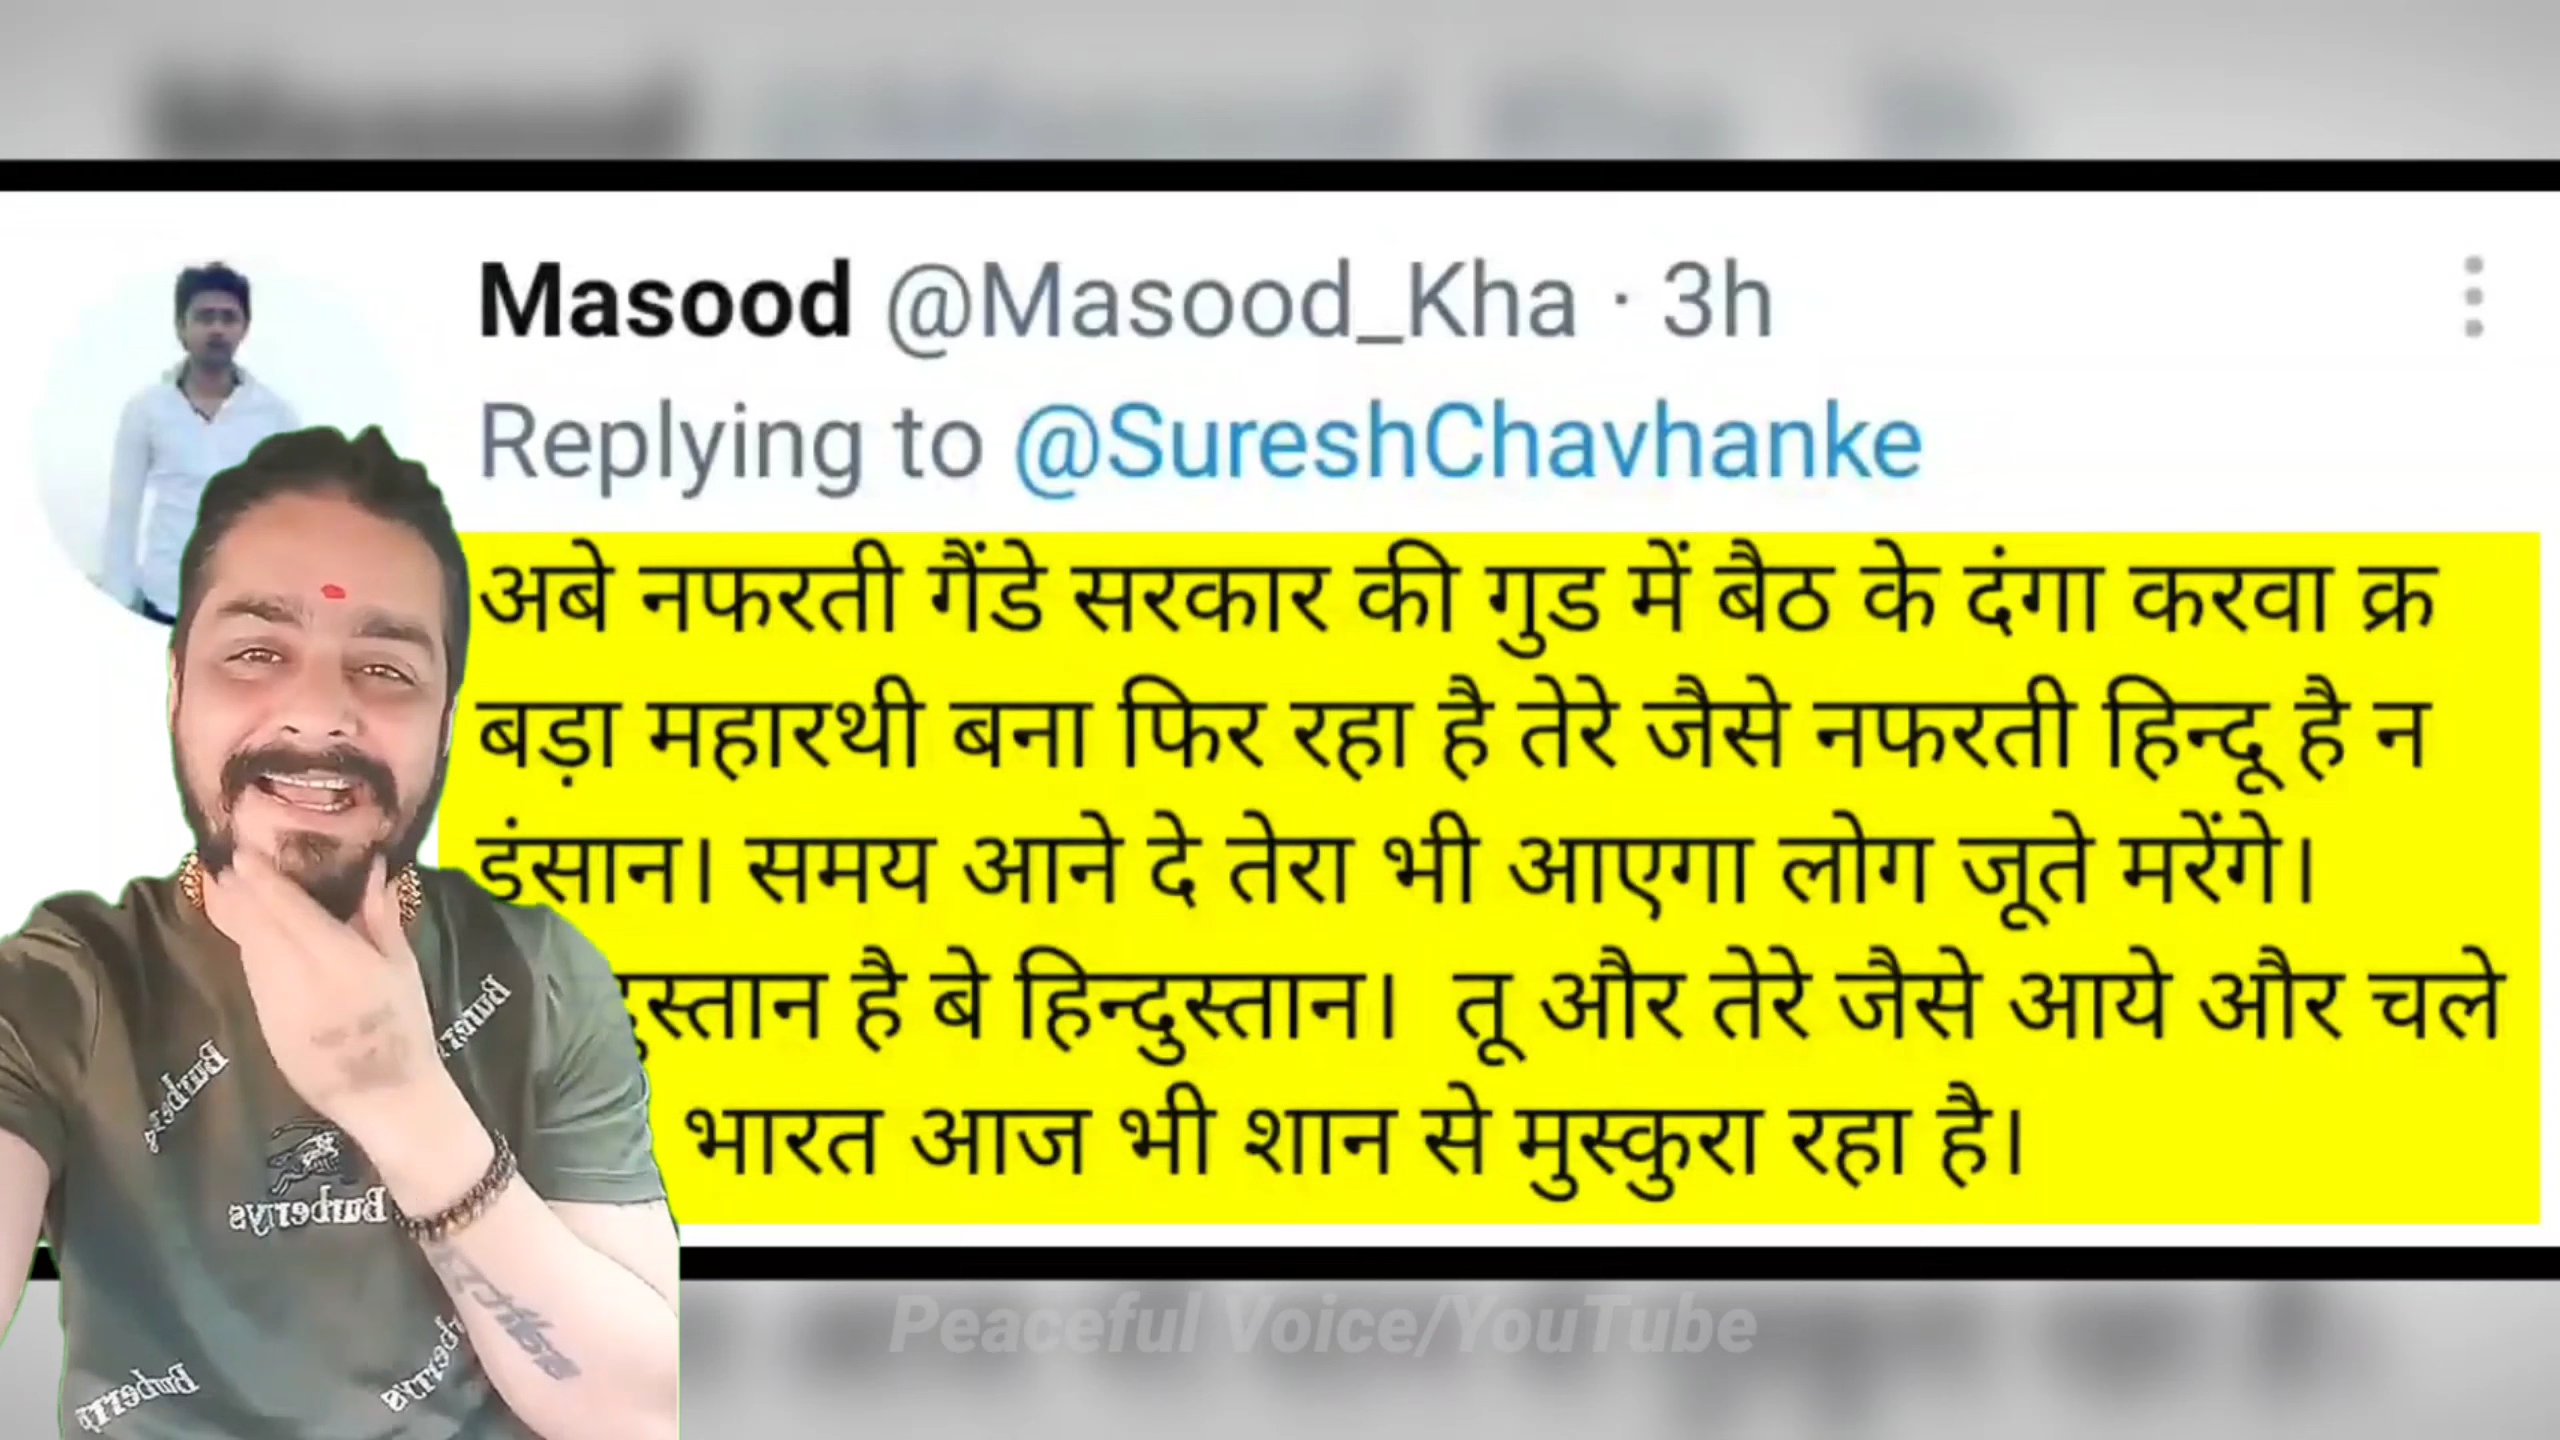 Masood @Masood_Kha · 3h
Replying to @SureshChavhanke
अबे नफरती गैंडे सरकार की गुड में बैठ के दंगा करवा क्र
बड़ा महारथी बना फिर रहा है तेरे जैसे नफरती हिन्दू है न
डंसान। समय आने दे तेरा भी आएगा लोग जूते मरेंगे।
है बे हिन्दुस्तान। तू और तेरे जैसे आये और चले
भारत आज भी शान से मुस्कुरा रहा है।
Burberys
Peaceful Voice/YouTube